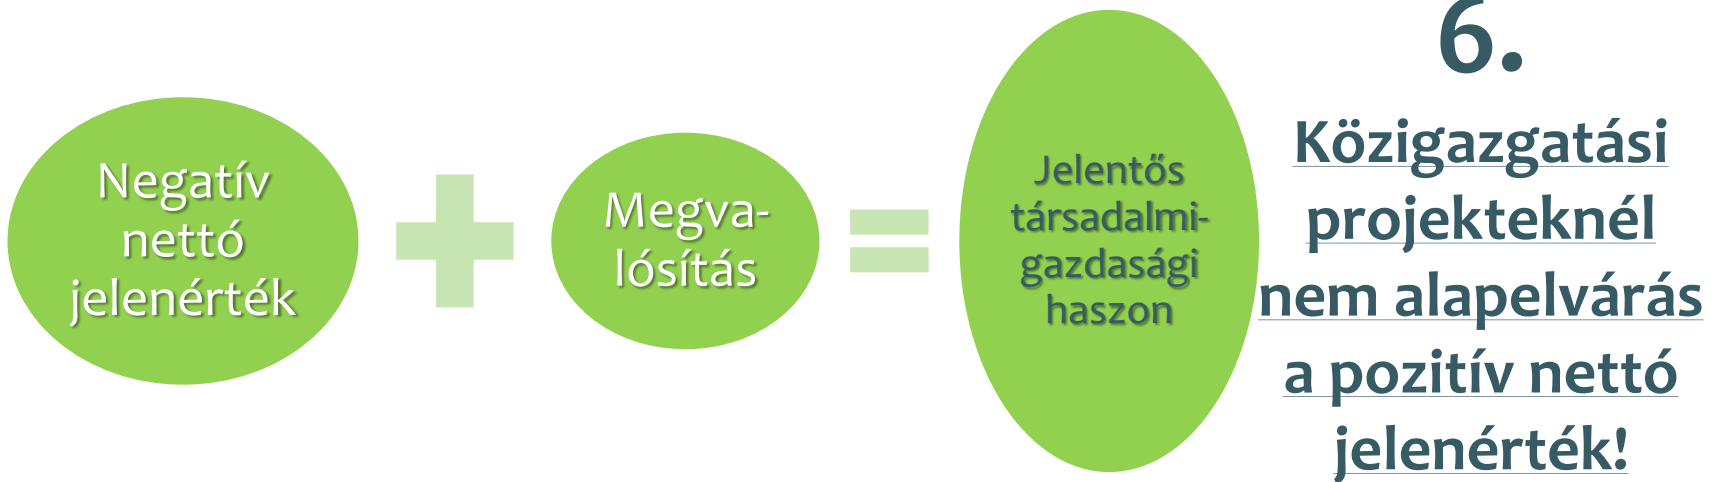 Negatív
nettó
jelenérték
Megva-
lósítás
Jelentős
társadalmi-
gazdasági
haszon
6.
Közigazgatási
projekteknél
nem alapelvárás
a pozitív nettó
jelenérték!